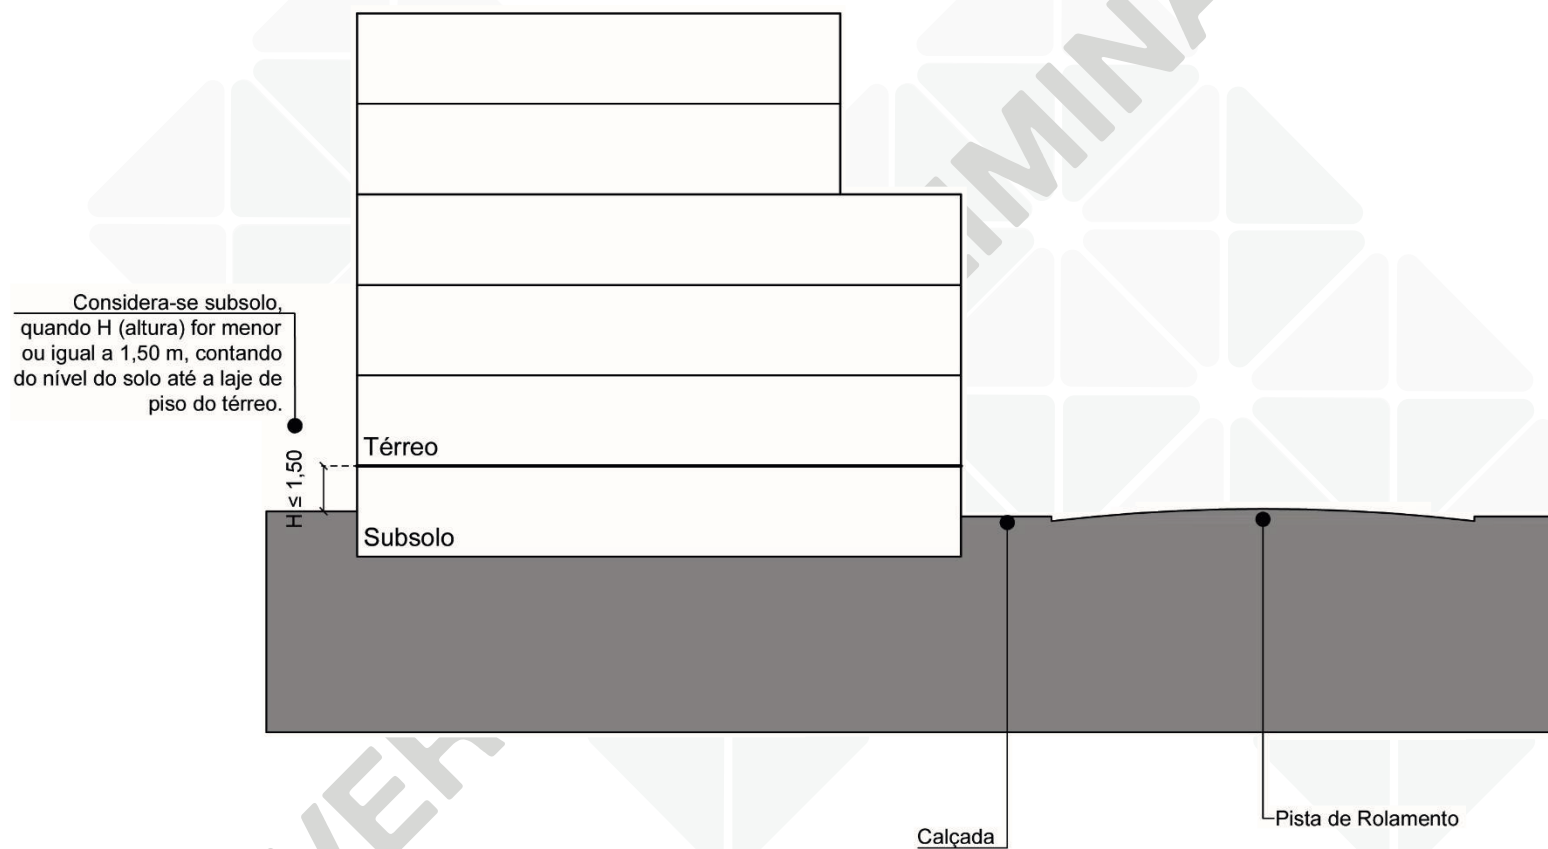 Considera-se subsolo,
quando H (altura) for menor
ou igual a 1,50 m, contando
do nível do solo até a laje de
piso do térreo.
H ≤ 1,50
Térreo
Subsolo
Calçada
Pista de Rolamento